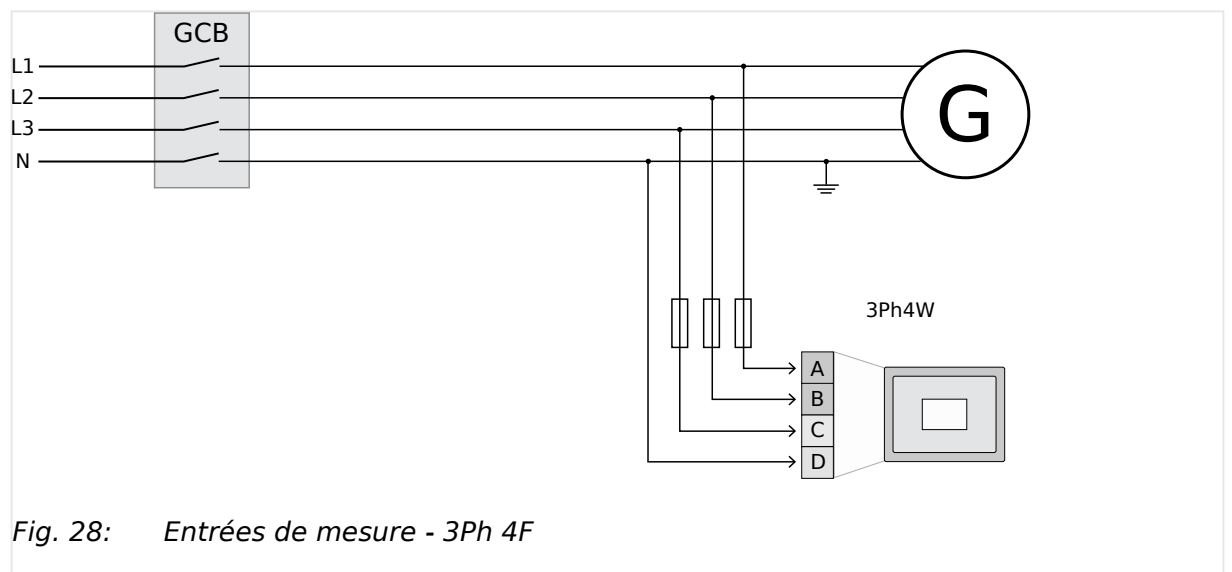 GCB
L1
L2
L3
N
G
3Ph4W
A
B
C
D
Fig. 28: Entrées de mesure - 3Ph 4F